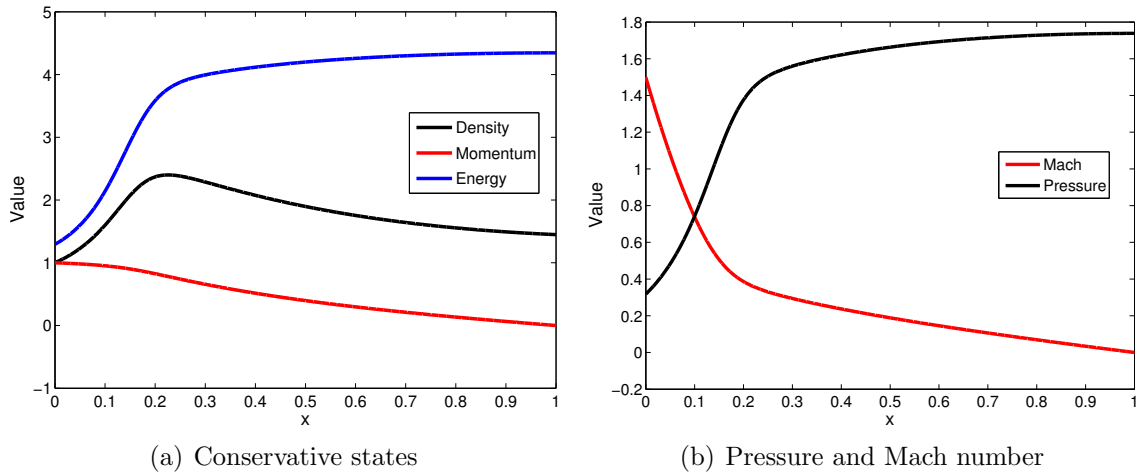 5
4
3
2
1
0
−1
0 0.1 0.2 0.3 0.4 0.5 0.6 0.7 0.8 0.9 1
x
Value
Density
Momentum
Energy
(a) Conservative states
1.8
1.6
1.4
1.2
1
0.8
0.6
0.4
0.2
0
−0.2
0 0.1 0.2 0.3 0.4 0.5 0.6 0.7 0.8 0.9 1
x
Value
Mach
Pressure
(b) Pressure and Mach number